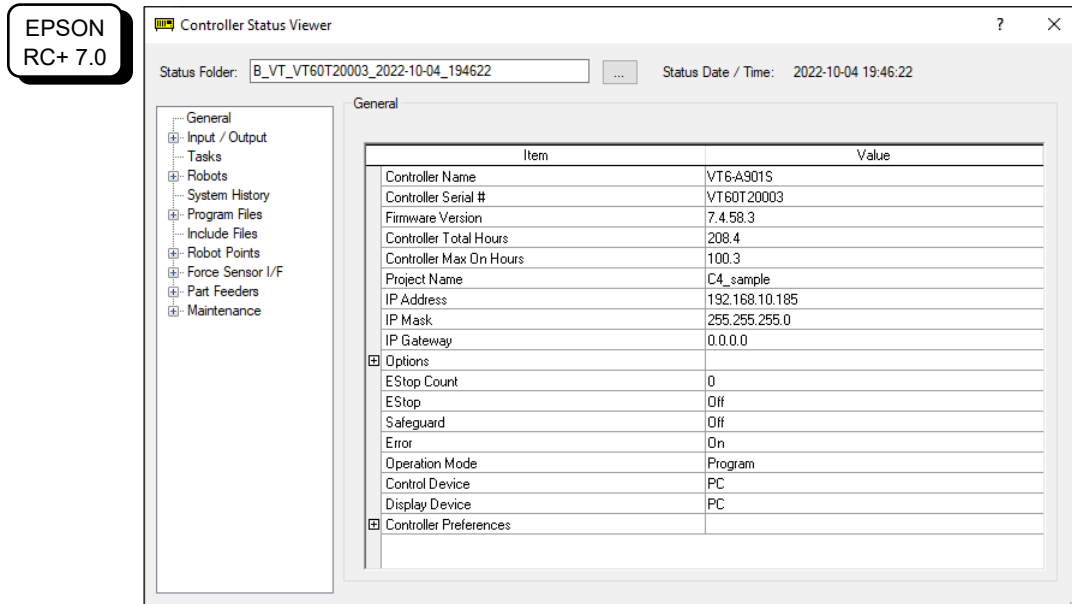 EPSON
RC+ 7.0
Controller Status Viewer
Status Folder: B_VT_VT60T20003_2022-10-04_194622 ... Status Date / Time: 2022-10-04 19:46:22
General
Input / Output
Tasks
Robots
System History
Program Files
Include Files
Robot Points
Force Sensor I/F
Part Feeders
Maintenance
General
Item Value
Controller Name VT6-A901S
Controller Serial # VT60T20003
Firmware Version 7.4.58.3
Controller Total Hours 208.4
Controller Max On Hours 100.3
Project Name C4_sample
IP Address 192.168.10.185
IP Mask 255.255.255.0
IP Gateway 0.0.0.0
Options
EStop Count 0
EStop Off
Safeguard Off
Error On
Operation Mode Program
Control Device PC
Display Device PC
Controller Preferences